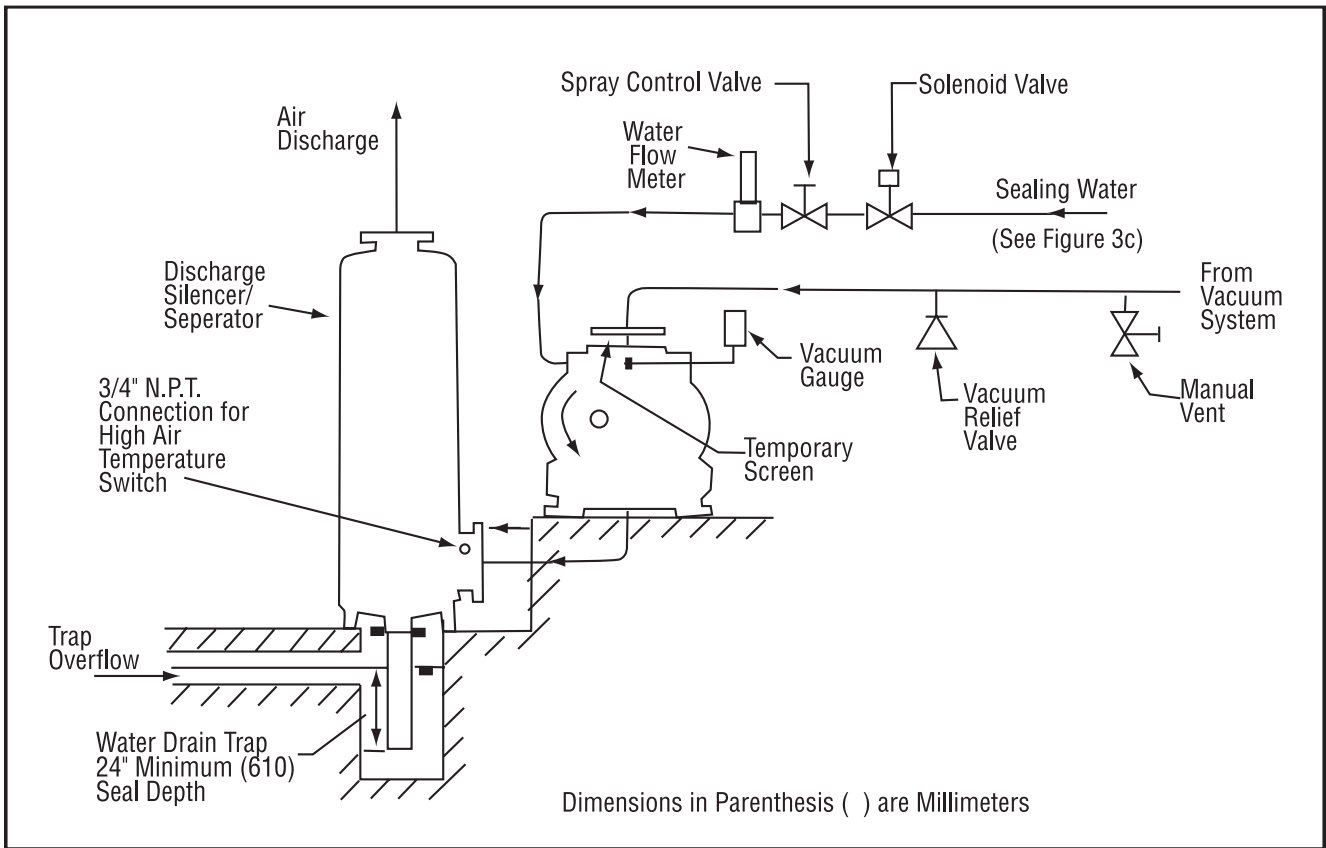 Spray Control Valve
Solenoid Valve
Air
Discharge
Water
Flow
Meter
Sealing Water
(See Figure 3c)
Discharge
Silencer/
Seperator
From
Vacuum
System
Vacuum
Gauge
3/4" N.P.T.
Connection for
High Air
Temperature
Switch
Vacuum
Relief
Valve
Manual
Vent
Temporary
Screen
Trap
Overflow
Water Drain Trap
24" Minimum (610)
Seal Depth
Dimensions in Parenthesis ( ) are Millimeters